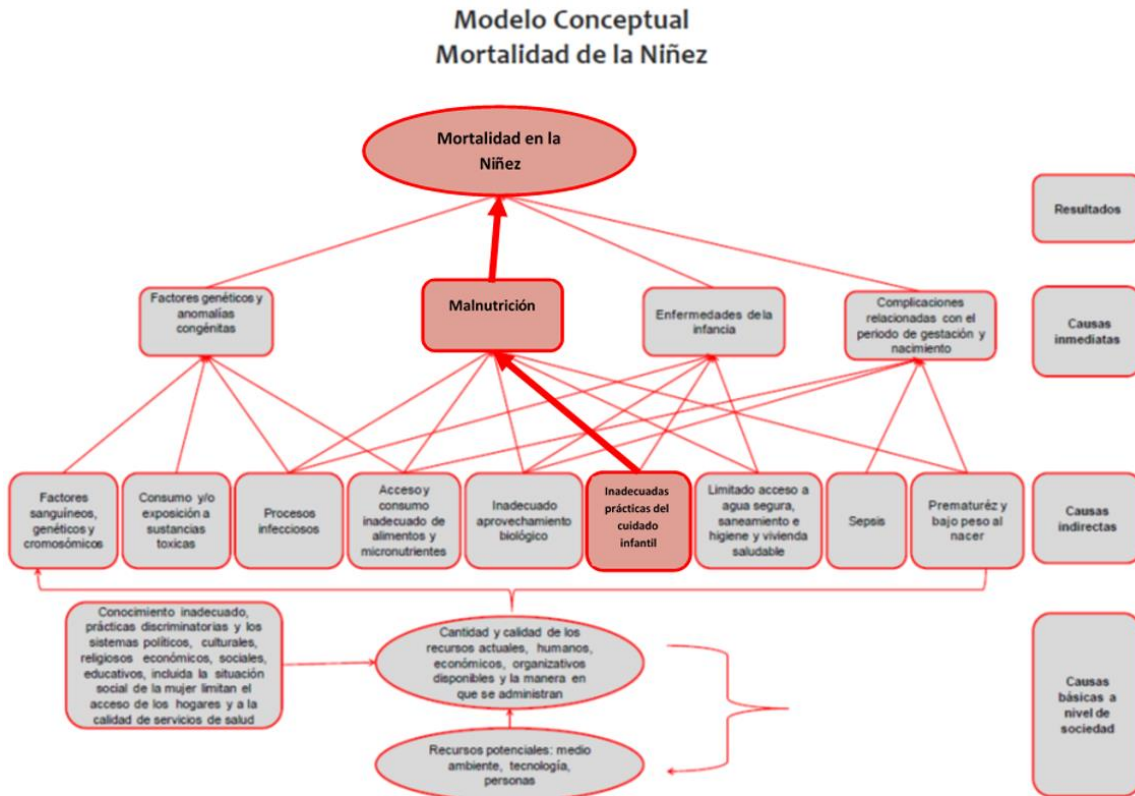 Modelo Conceptual
Mortalidad de la Niñez
Mortalidad en la
Niñez
Resultados
Factores genéticos y
anomalías
congénitas
Malnutrición
Enfermedades de la
infancia
Complicaciones
relacionadas con el
periodo de gestación y
nacimiento
Causas
inmediatas
Factores
sanguíneos,
genéticos y
cromosómicos
Consumo y/o
exposición a
sustancias
toxicas
Procesos
infecciosos
Acceso y
consumo
inadecuado de
alimentos y
micronutrientes
Inadecuado
aprovechamiento
biológico
Inadecuadas
prácticas del
cuidado
infantil
Limitado acceso a
agua segura,
saneamiento e
higiene y vivienda
saludable
Sepsis
Prematuréz y
bajo peso al
nacer
Causas
indirectas
Conocimiento inadecuado,
prácticas discriminatorias y los
sistemas políticos, culturales,
religiosos económicos, sociales,
educativos, incluida la situación
social de la mujer limitan el
acceso de los hogares y a la
calidad de servicios de salud
Cantidad y calidad de los
recursos actuales, humanos,
económicos, organizativos
disponibles y la manera en
que se administran
Recursos potenciales: medio
ambiente, tecnología,
personas
Causas
básicas a
nivel de
sociedad